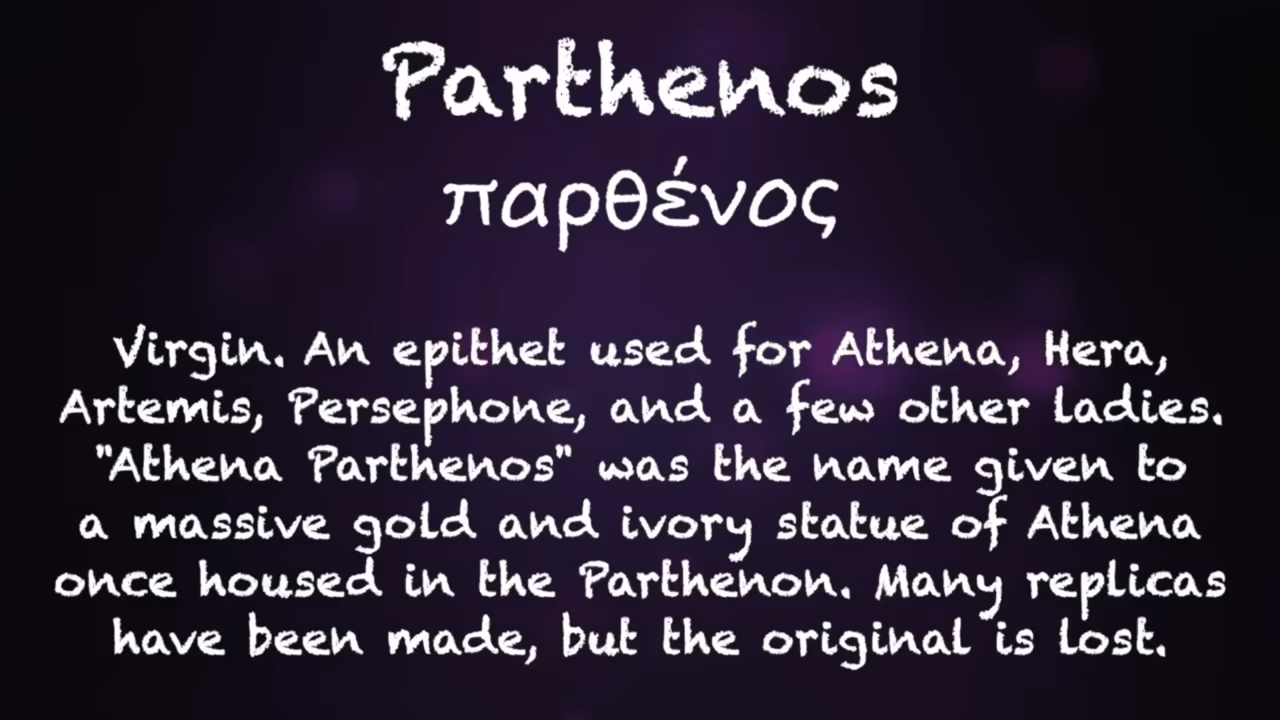 Parthenos
παρθένος
Virgin. An epithet used for Athena, Hera,
Artemis, Persephone, and a few other ladies.
"Athena Parthenos" was the name given to
a massive gold and ivory statue of Athena
once housed in the Parthenon. Many replicas
have been made, but the original is lost.